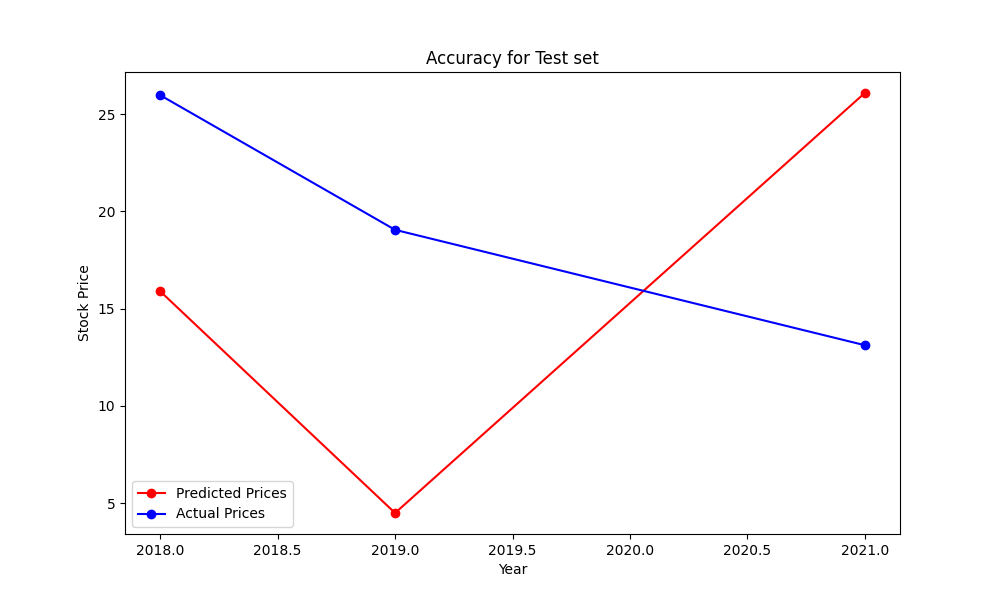 Accuracy for Test set
Stock Price
25
20
15
10
5
Predicted Prices
Actual Prices
2018.0 2018.5 2019.0 2019.5 2020.0 2020.5 2021.0
Year